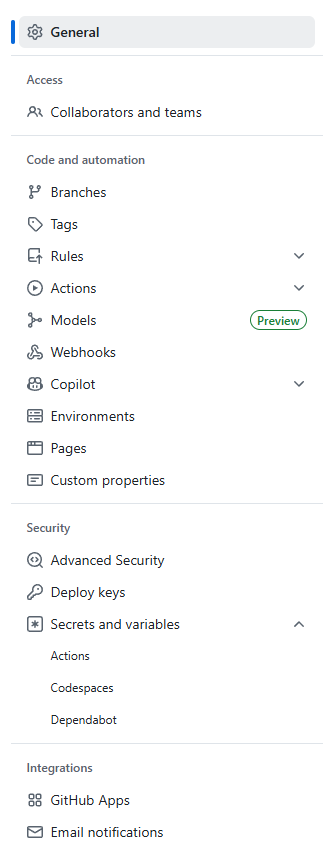 General
Access
Collaborators and teams
Code and automation
Branches
Tags
Rules
Actions
Models Preview
Webhooks
Copilot
Environments
Pages
Custom properties
Security
Advanced Security
Deploy keys
Secrets and variables
Actions
Codespaces
Dependabot
Integrations
GitHub Apps
Email notifications